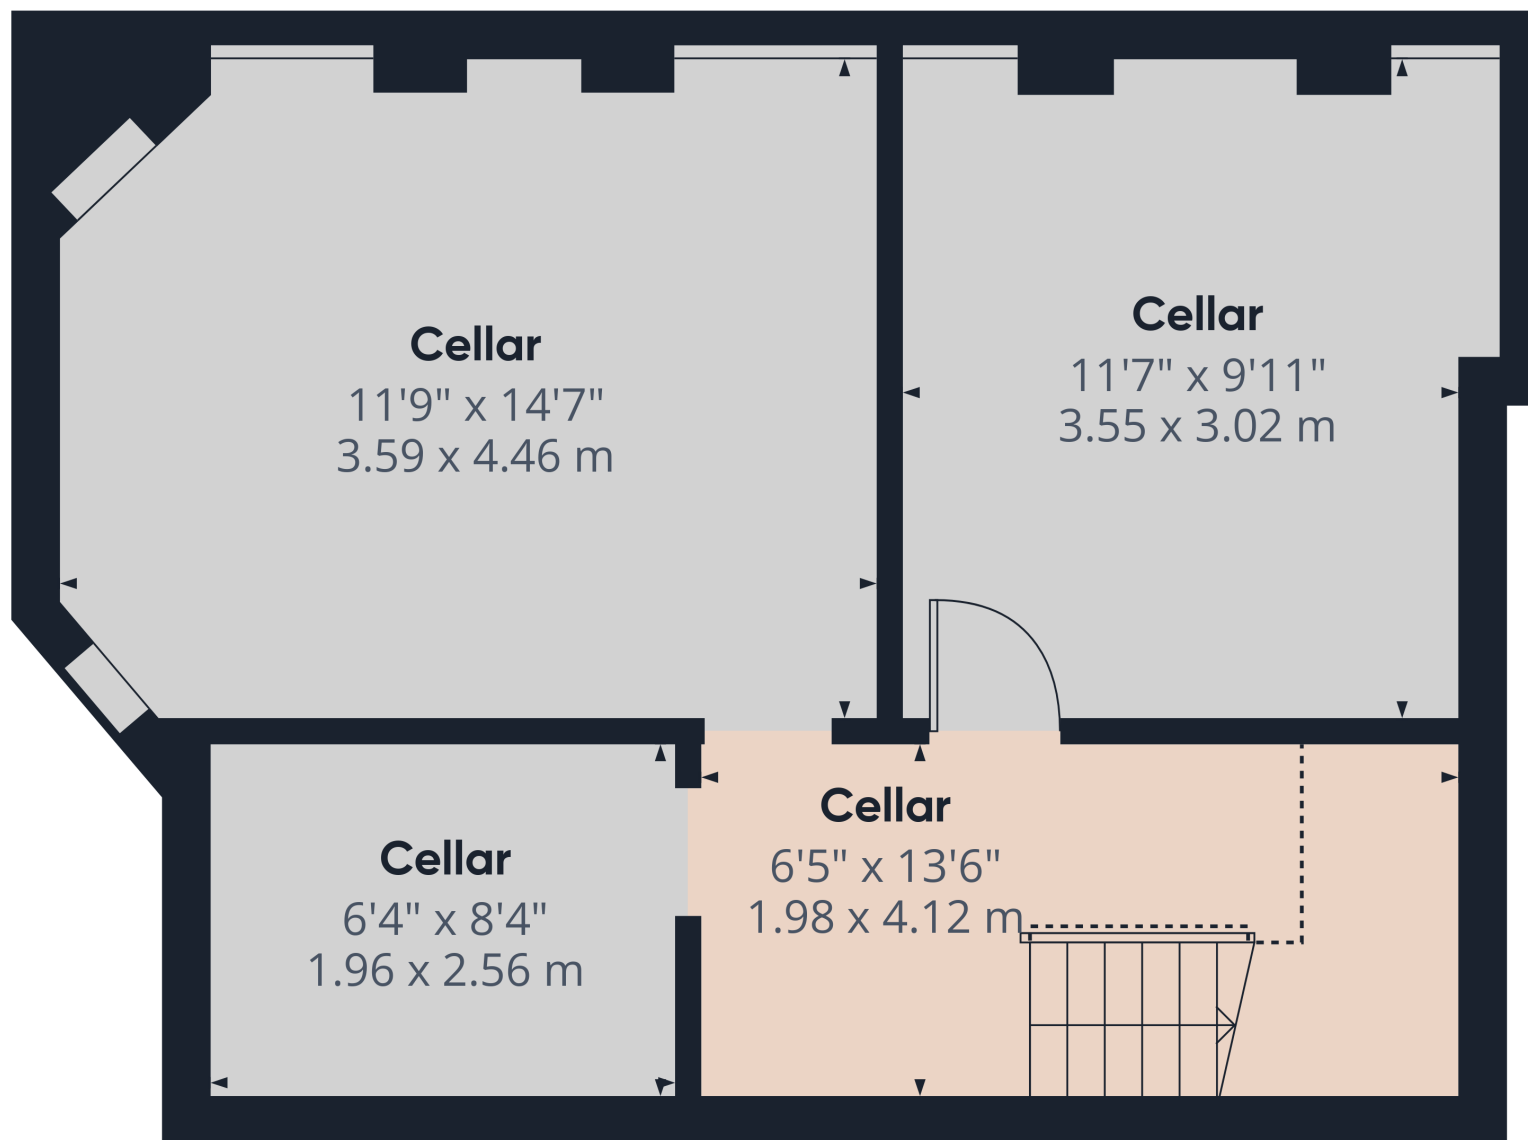 Cellar
11'9" x 14'7"
3.59 x 4.46 m
Cellar
11'7" x 9'11"
3.55 x 3.02 m
Cellar
6'4" x 8'4"
1.96 x 2.56 m
Cellar
6'5" x 13'6"
1.98 x 4.12 m